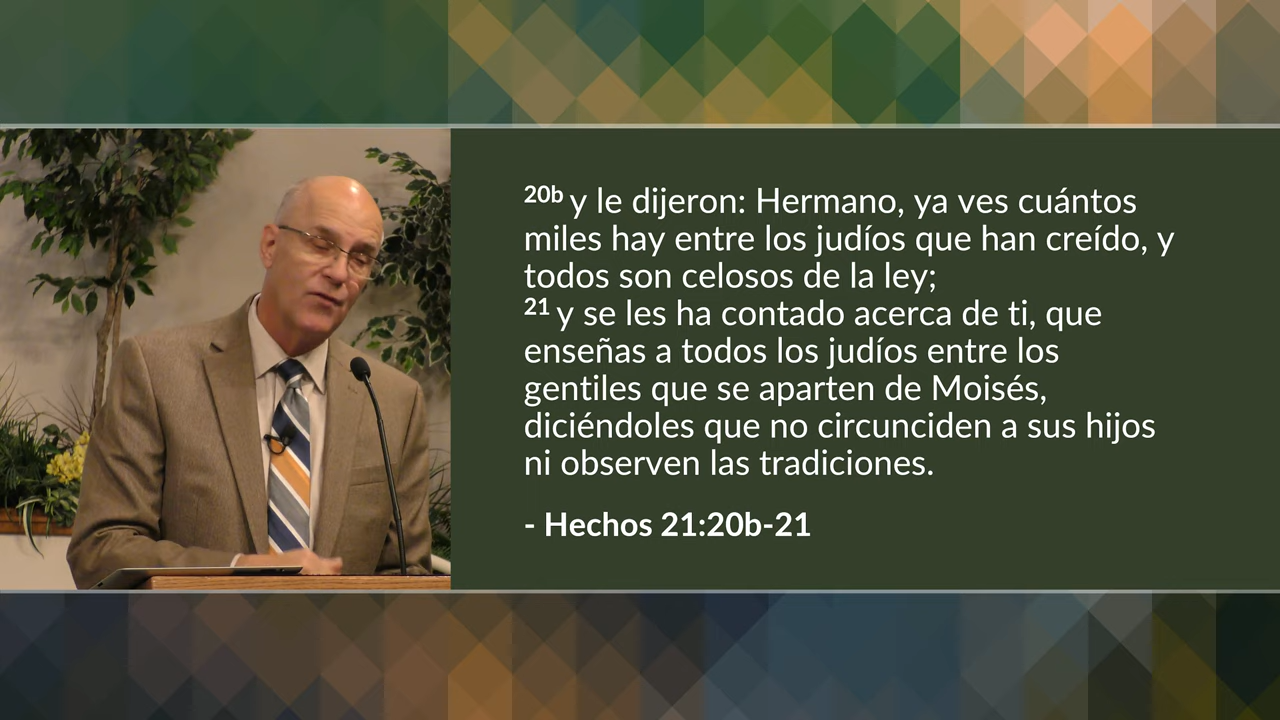 20b y le dijeron: Hermano, ya ves cuántos
miles hay entre los judíos que han creído, y
todos son celosos de la ley;
21 y se les ha contado acerca de ti, que
enseñas a todos los judíos entre los
gentiles que se aparten de Moisés,
diciéndoles que no circunciden a sus hijos
ni observen las tradiciones.
- Hechos 21:20b-21